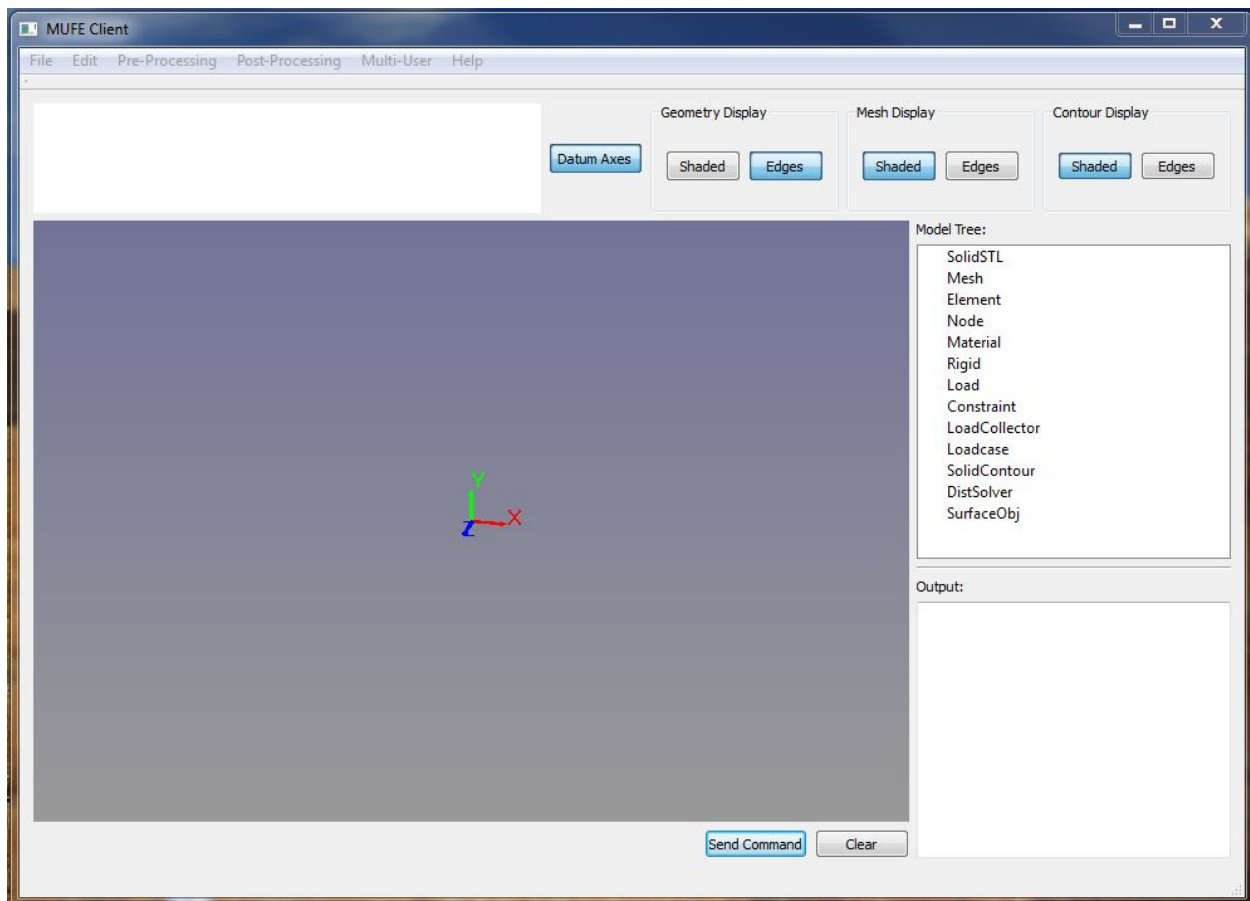 MUFE Client
File Edit Pre-Processing Post-Processing Multi-User Help
Datum Axes
Geometry Display
Shaded Edges
Mesh Display
Shaded Edges
Contour Display
Shaded Edges
Model Tree:
SolidSTL
Mesh
Element
Node
Material
Rigid
Load
Constraint
LoadCollector
Loadcase
SolidContour
DistSolver
SurfaceObj
Y
X
Z
Output:
Send Command Clear